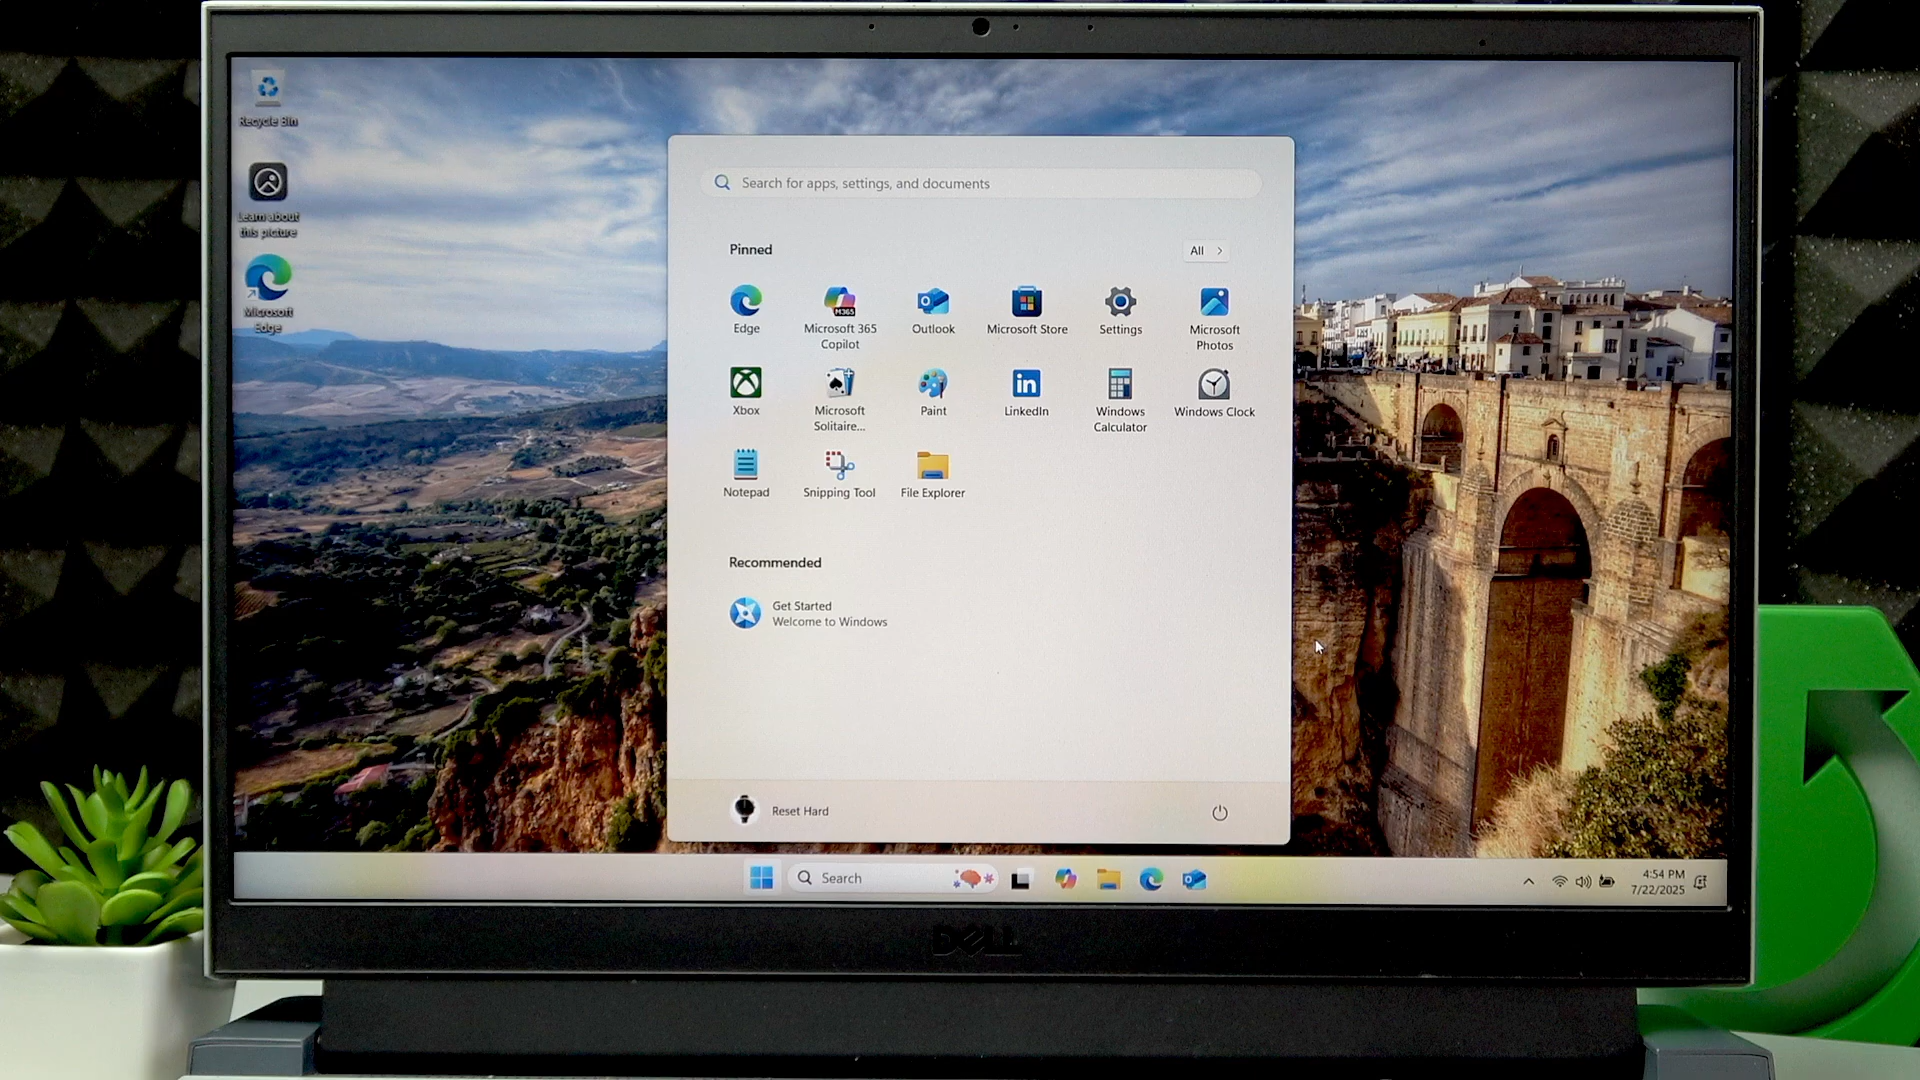 Recycle Bin
Learn about
this picture
Microsoft
Edge
Search for apps, settings, and documents
Pinned
All
Edge
Microsoft 365
Copilot
M365
Outlook
Microsoft Store
Settings
Microsoft
Photos
Xbox
Microsoft
Solitaire...
Paint
in
LinkedIn
Windows
Calculator
Windows Clock
Notepad
Snipping Tool
File Explorer
Recommended
Get Started
Welcome to Windows
Reset Hard
Search
4:54 PM
7/22/2025
DELL